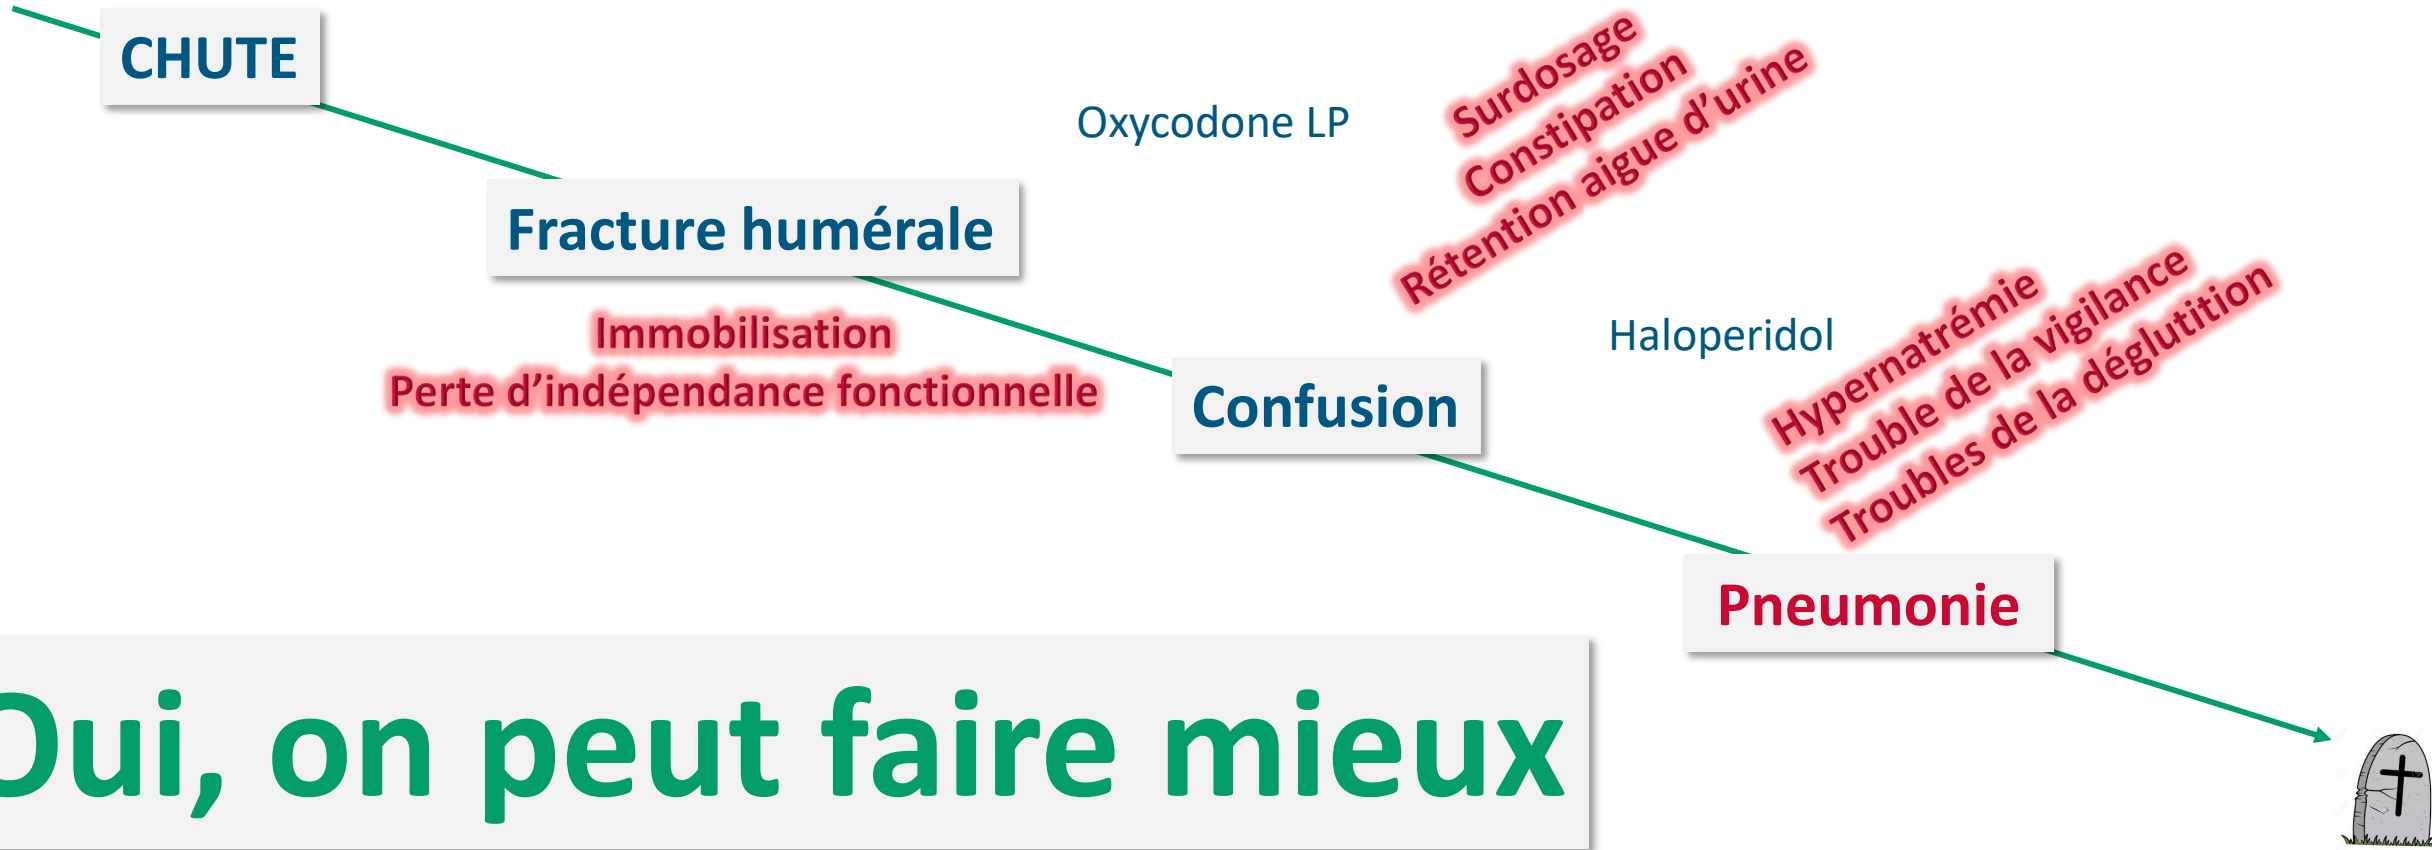 CHUTE
Oxycodone LP
Surdosage
Constipation
Rétention aigue d’urine
Fracture humérale
Immobilisation
Perte d’indépendance fonctionnelle
Haloperidol
Hypernatrémie
Trouble de la vigilance
Troubles de la déglutition
Confusion
Pneumonie
Oui, on peut faire mieux